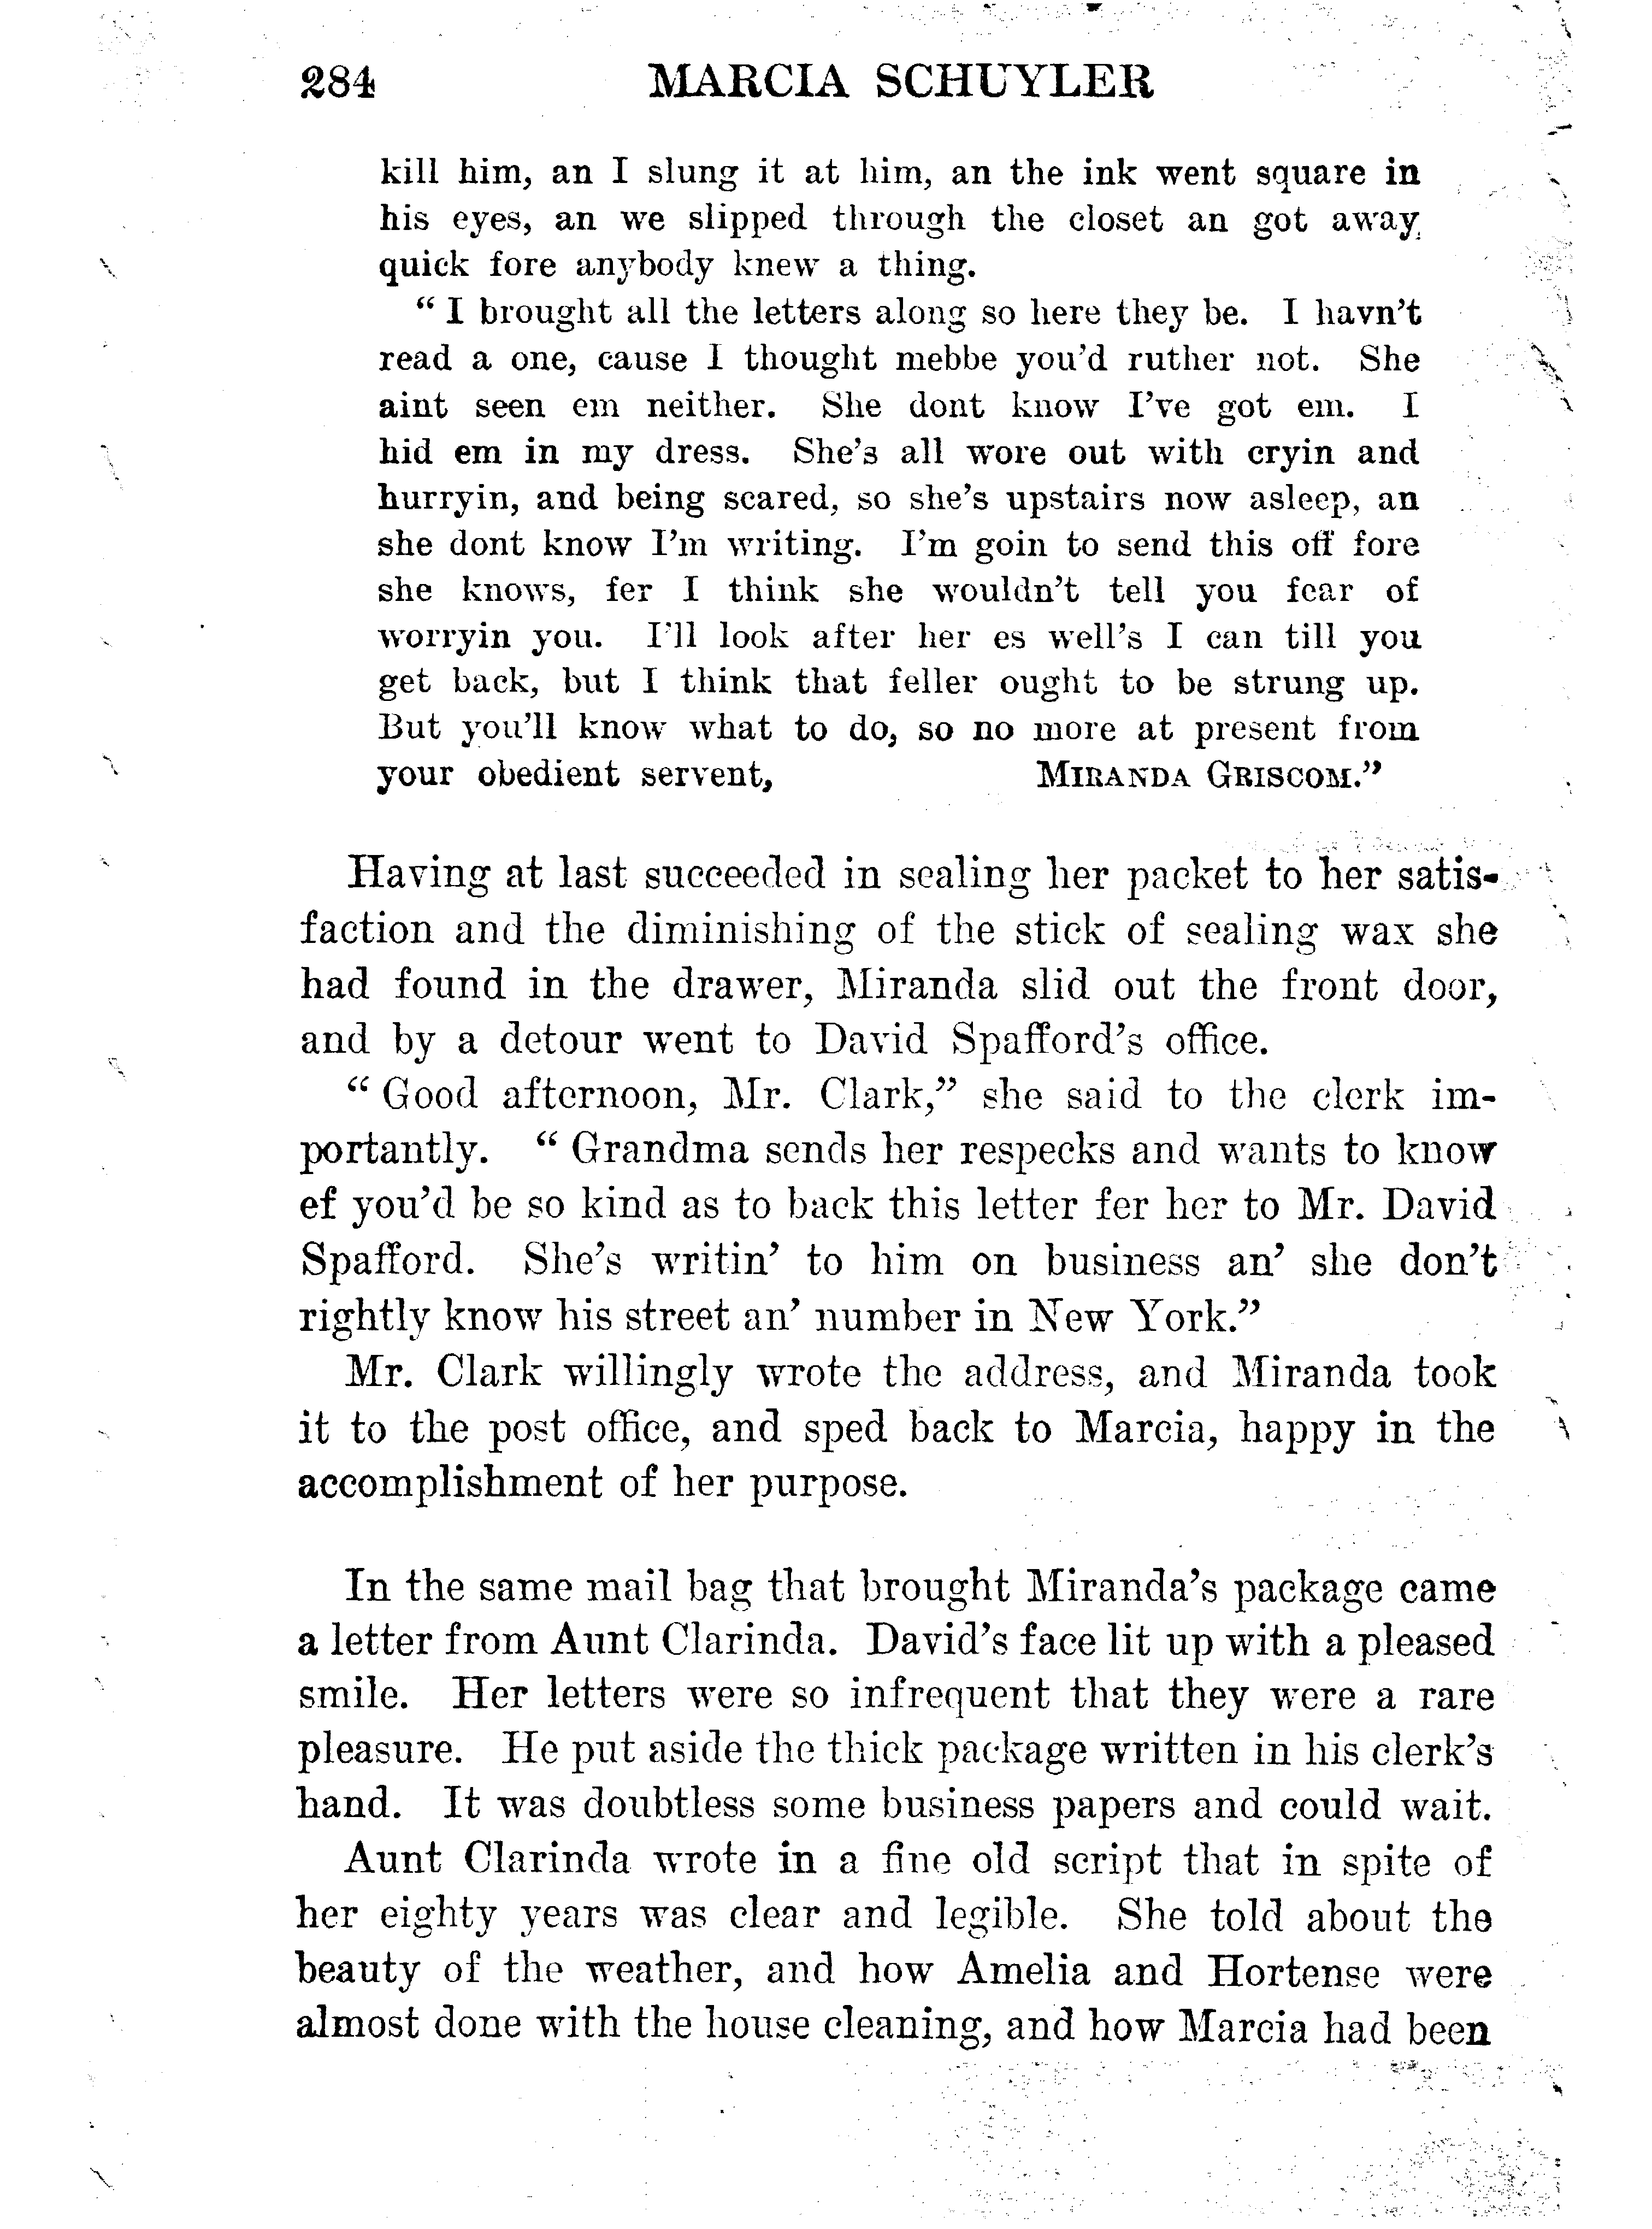 284 MARCIA SCHUYLER
kill him, an I slung it at him, an the ink went square in
his eyes, an we slipped through the closet an got away
quick fore anybody knew a thing.
“ I brought all the letters along so here they be. I havn’t
read a one, cause I thought mebbe you’d ruther not. She
aint seen em neither. She dont know I’ve got em. I
hid em in my dress. She’s all wore out with cryin and
hurryin, and being scared, so she’s upstairs now asleep, an
she dont know I’m writing. I’m goin to send this off fore
she knows, fer I think she wouldn’t tell you fear of
worryin you. I’ll look after her es well’s I can till you
get back, but I think that feller ought to be strung up.
But you’ll know what to do, so no more at present from
your obedient servent, MIRANDA GRISCOM.”
Having at last succeeded in sealing her packet to her satis-
faction and the diminishing of the stick of sealing wax she
had found in the drawer, Miranda slid out the front door,
and by a detour went to David Spafford’s office.
“ Good afternoon, Mr. Clark,” she said to the clerk im-
portantly. “ Grandma sends her respecks and wants to know
ef you’d be so kind as to back this letter fer her to Mr. David
Spafford. She’s writin’ to him on business an’ she don’t
rightly know his street an’ number in New York.”
Mr. Clark willingly wrote the address, and Miranda took
it to the post office, and sped back to Marcia, happy in the
accomplishment of her purpose.
In the same mail bag that brought Miranda’s package came
a letter from Aunt Clarinda. David’s face lit up with a pleased
smile. Her letters were so infrequent that they were a rare
pleasure. He put aside the thick package written in his clerk’s
hand. It was doubtless some business papers and could wait.
Aunt Clarinda wrote in a fine old script that in spite of
her eighty years was clear and legible. She told about the
beauty of the weather, and how Amelia and Hortense were
almost done with the house cleaning, and how Marcia had been